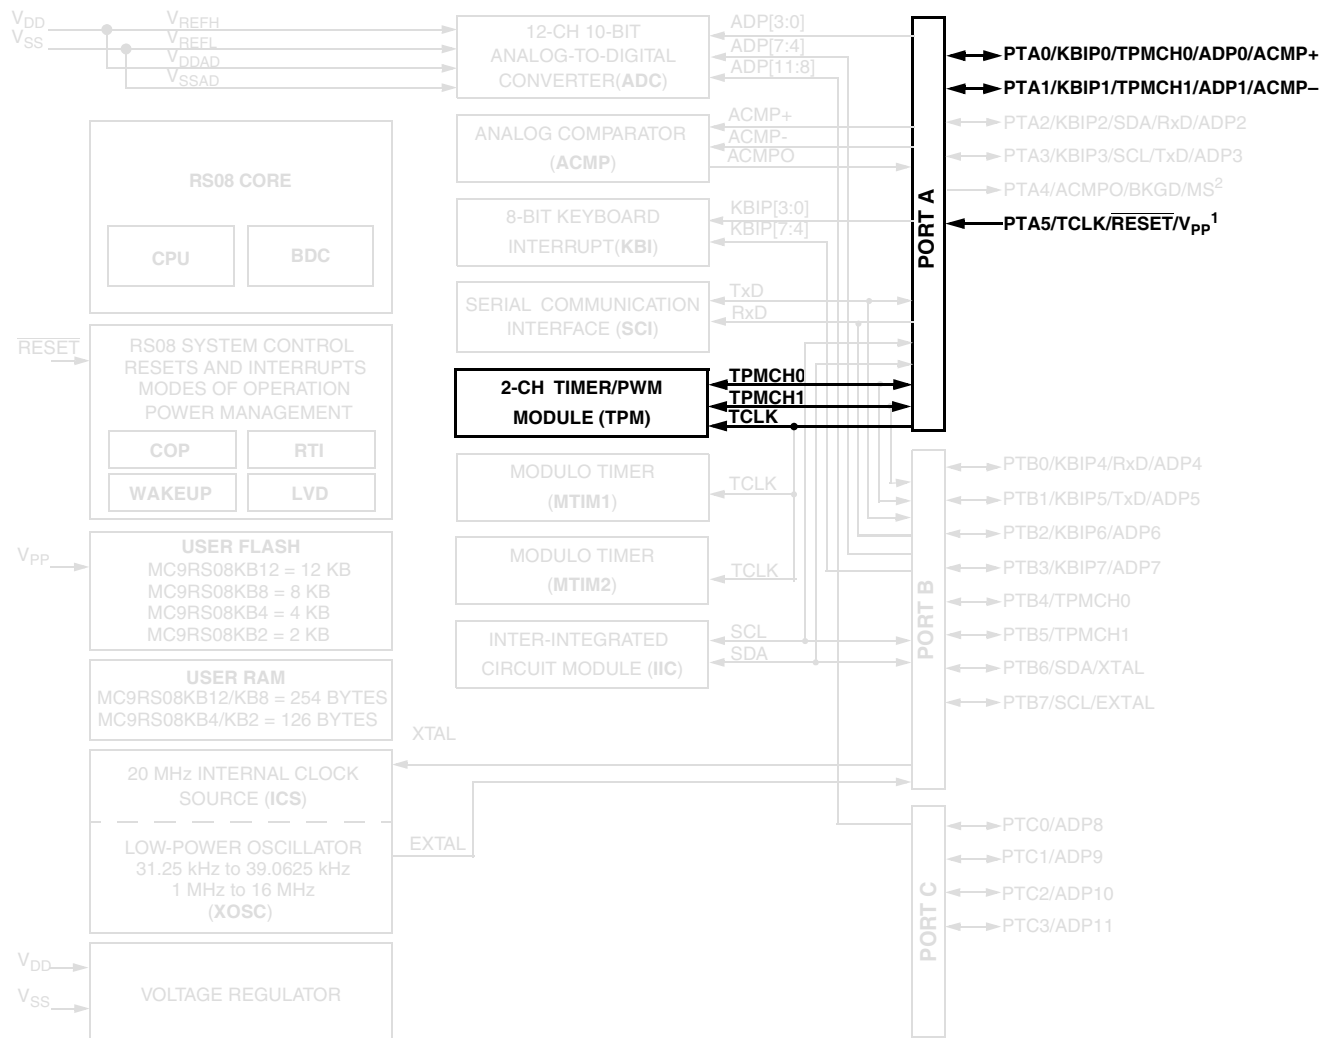 V_DD
V_SS
V_REFH
V_REFL
V_DDAD
V_SSAD
12-CH 10-BIT
ANALOG-TO-DIGITAL
CONVERTER(ADC)
ADP[3:0]
ADP[7:4]
ADP[11:8]
ANALOG COMPARATOR
(ACMP)
ACMP+
ACMP-
ACMPO
8-BIT KEYBOARD
INTERRUPT(KBI)
KBIP[3:0]
KBIP[7:4]
SERIAL COMMUNICATION
INTERFACE (SCI)
TxD
RxD
2-CH TIMER/PWM
MODULE (TPM)
TPMCH0
TPMCH1
TCLK
MODULO TIMER
(MTIM1)
TCLK
MODULO TIMER
(MTIM2)
TCLK
INTER-INTEGRATED
CIRCUIT MODULE (IIC)
SCL
SDA
RS08 CORE
CPU
BDC
RESET
RS08 SYSTEM CONTROL
RESETS AND INTERRUPTS
MODES OF OPERATION
POWER MANAGEMENT
COP
RTI
WAKEUP
LVD
V_PP
USER FLASH
MC9RS08KB12 = 12 KB
MC9RS08KB8 = 8 KB
MC9RS08KB4 = 4 KB
MC9RS08KB2 = 2 KB
USER RAM
MC9RS08KB12/KB8 = 254 BYTES
MC9RS08KB4/KB2 = 126 BYTES
XTAL
20 MHz INTERNAL CLOCK
SOURCE (ICS)
LOW-POWER OSCILLATOR
31.25 kHz to 39.0625 kHz
1 MHz to 16 MHz
(XOSC)
EXTAL
V_DD
V_SS
VOLTAGE REGULATOR
PORT A
PTA0/KBIP0/TPMCH0/ADP0/ACMP+
PTA1/KBIP1/TPMCH1/ADP1/ACMP–
PTA2/KBIP2/SDA/RxD/ADP2
PTA3/KBIP3/SCL/TxD/ADP3
PTA4/ACMPO/BKGD/MS²
PTA5/TCLK/RESET/V_PP¹
PORT B
PTB0/KBIP4/RxD/ADP4
PTB1/KBIP5/TxD/ADP5
PTB2/KBIP6/ADP6
PTB3/KBIP7/ADP7
PTB4/TPMCH0
PTB5/TPMCH1
PTB6/SDA/XTAL
PTB7/SCL/EXTAL
PORT C
PTC0/ADP8
PTC1/ADP9
PTC2/ADP10
PTC3/ADP11